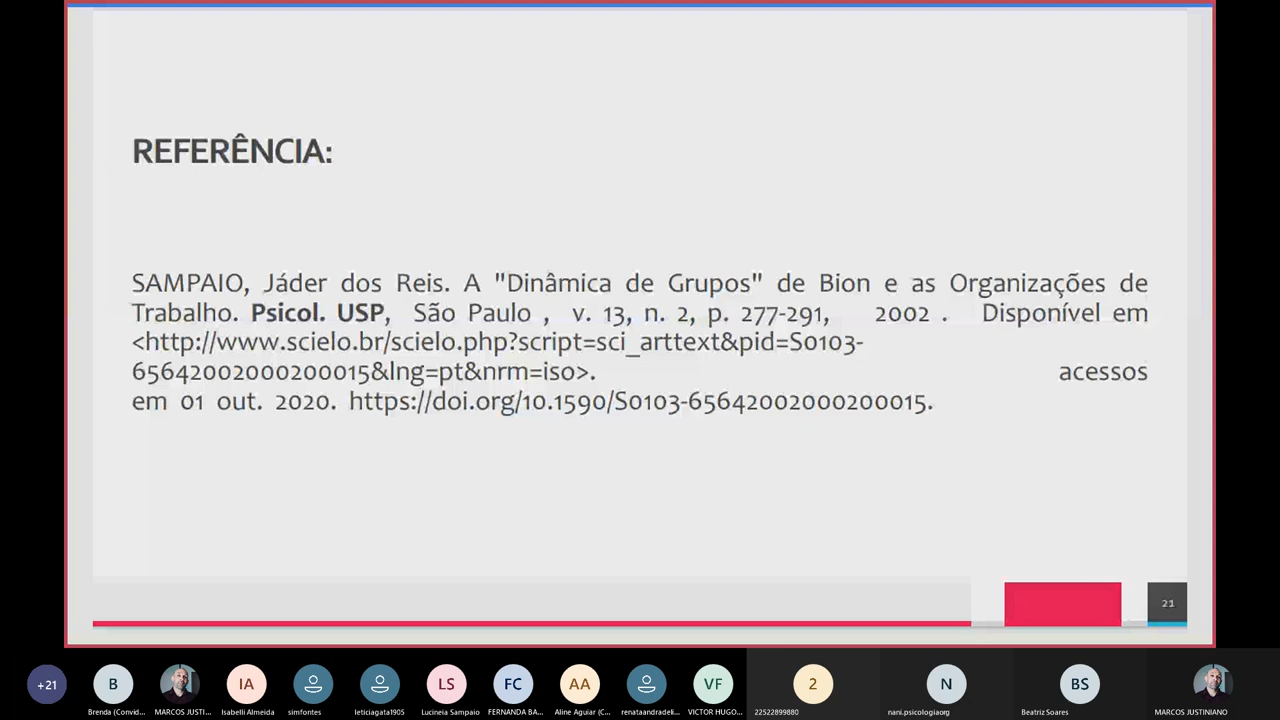 REFERÊNCIA:
SAMPAIO, Jáder dos Reis. A "Dinâmica de Grupos" de Bion e as Organizações de
Trabalho. Psicol. USP, São Paulo , v. 13, n. 2, p. 277-291, 2002 . Disponível em
<http://www.scielo.br/scielo.php?script=sci_arttext&pid=S0103-
65642002000200015&lng=pt&nrm=iso>. acessos
em 01 out. 2020. https://doi.org/10.1590/S0103-65642002000200015.
21
+21 B IA LS FC AA VF 2 N BS
Brenda (Convid... MARCOS JUSTI... Isabelli Almeida simfontes leticiagata1905 Lucineia Sampaio FERNANDA BA... Aline Aguiar (C... renataandradeli... VICTOR HUGO... 22522899880 nani.psicologiaorg Beatriz Soares MARCOS JUSTINIANO